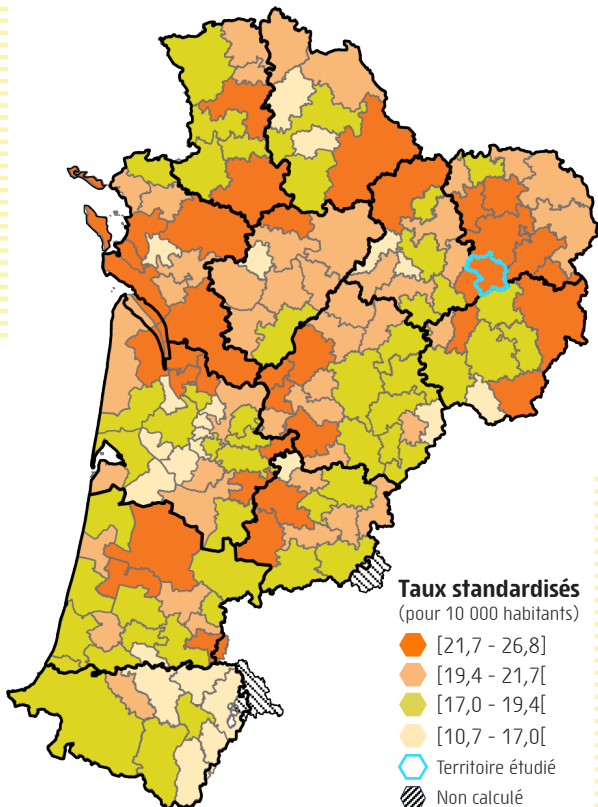 Taux standardisés
(pour 10 000 habitants)
[21,7 - 26,8]
[19,4 - 21,7[
[17,0 - 19,4[
[10,7 - 17,0[
Territoire étudié
Non calculé